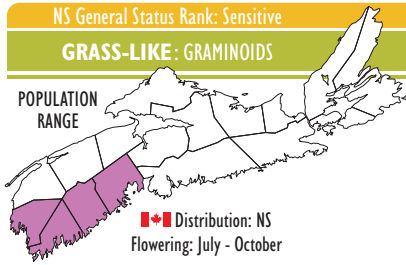 NS General Status Rank: Sensitive
GRASS-LIKE: GRAMINOIDS
POPULATION
RANGE
Distribution: NS
Flowering: July - October